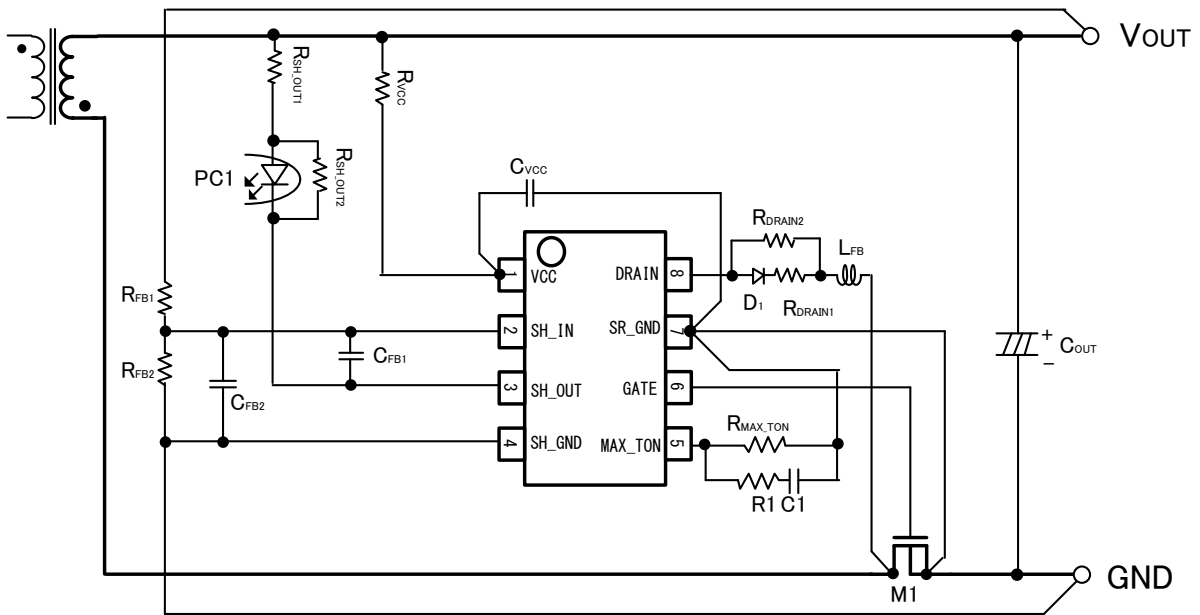 VOUT
RSH_OUT1
RVCC
PC1
RSH_OUT2
CVCC
RDRAIN2
LFB
1
VCC
DRAIN
8
D1
RDRAIN1
RFB1
2
SH_IN
SR_GND
7
+
COUT
−
RFB2
CFB1
CFB2
3
SH_OUT
GATE
6
RMAX_TON
4
SH_GND
MAX_TON
5
R1 C1
GND
M1